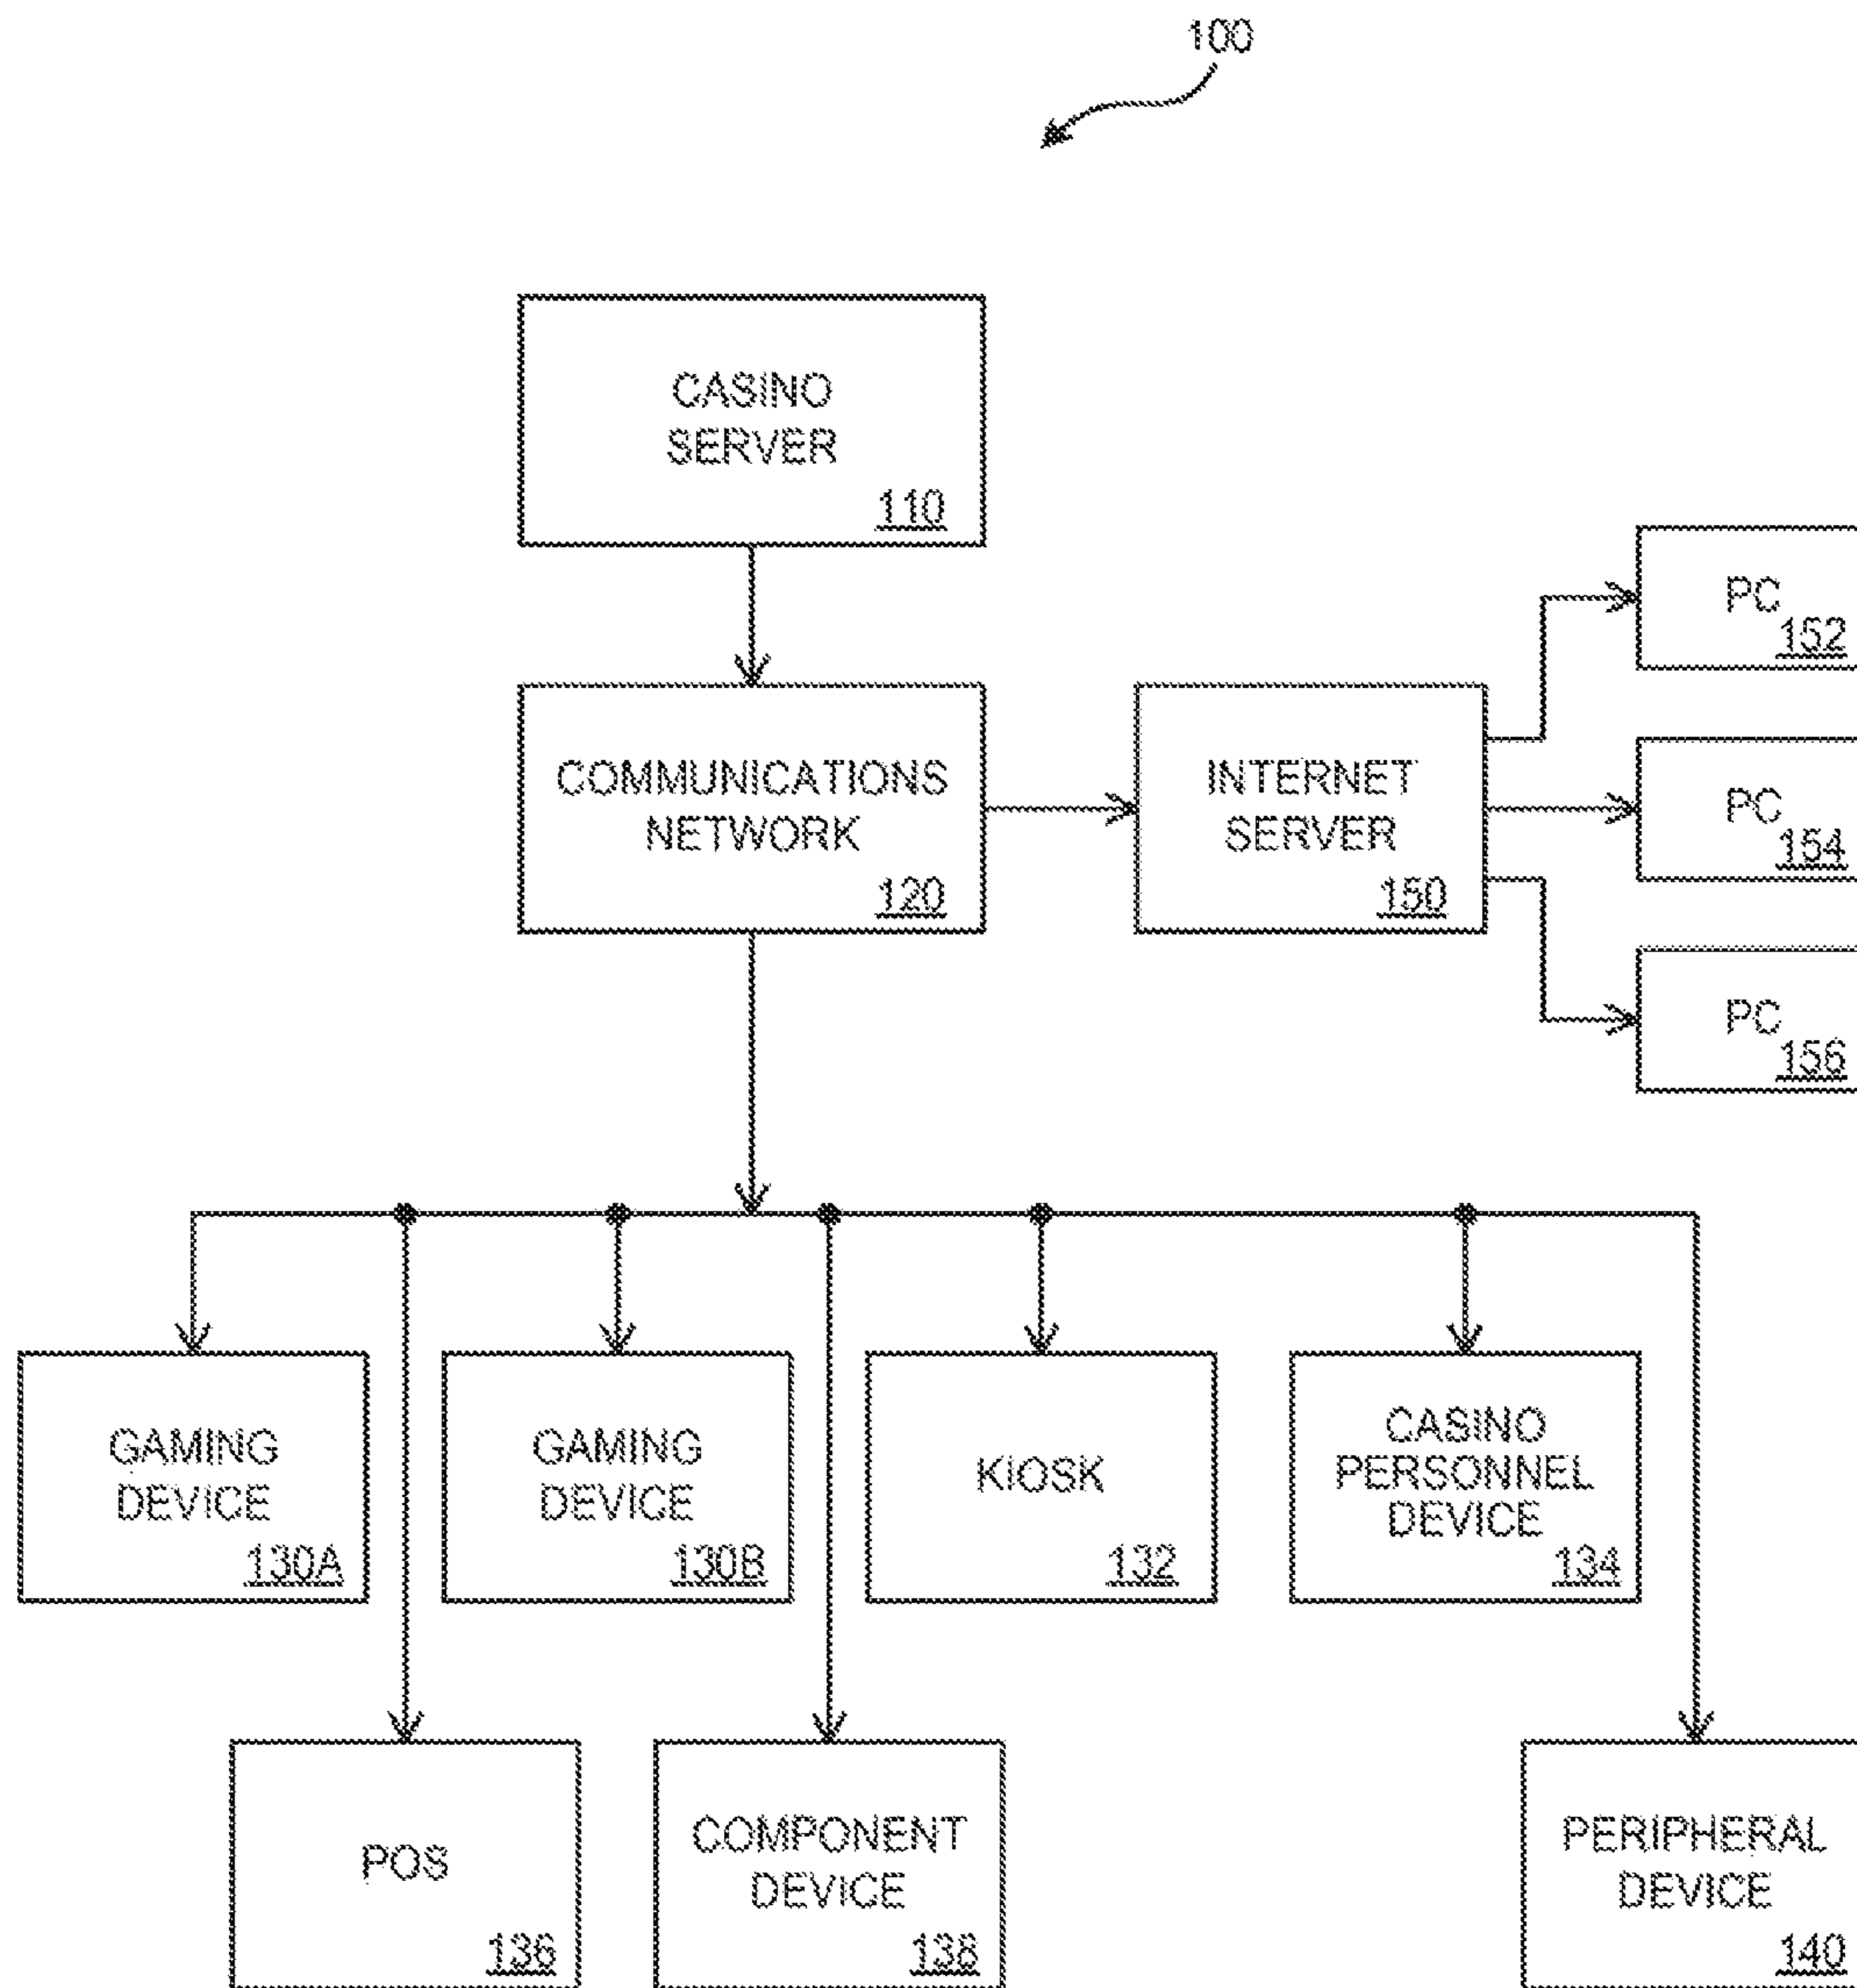 100
CASINO
SERVER
110
PC
152
COMMUNICATIONS
NETWORK
120
INTERNET
SERVER
150
PC
154
PC
156
GAMING
DEVICE
130A
GAMING
DEVICE
130B
KIOSK
132
CASINO
PERSONNEL
DEVICE
134
POS
136
COMPONENT
DEVICE
138
PERIPHERAL
DEVICE
140